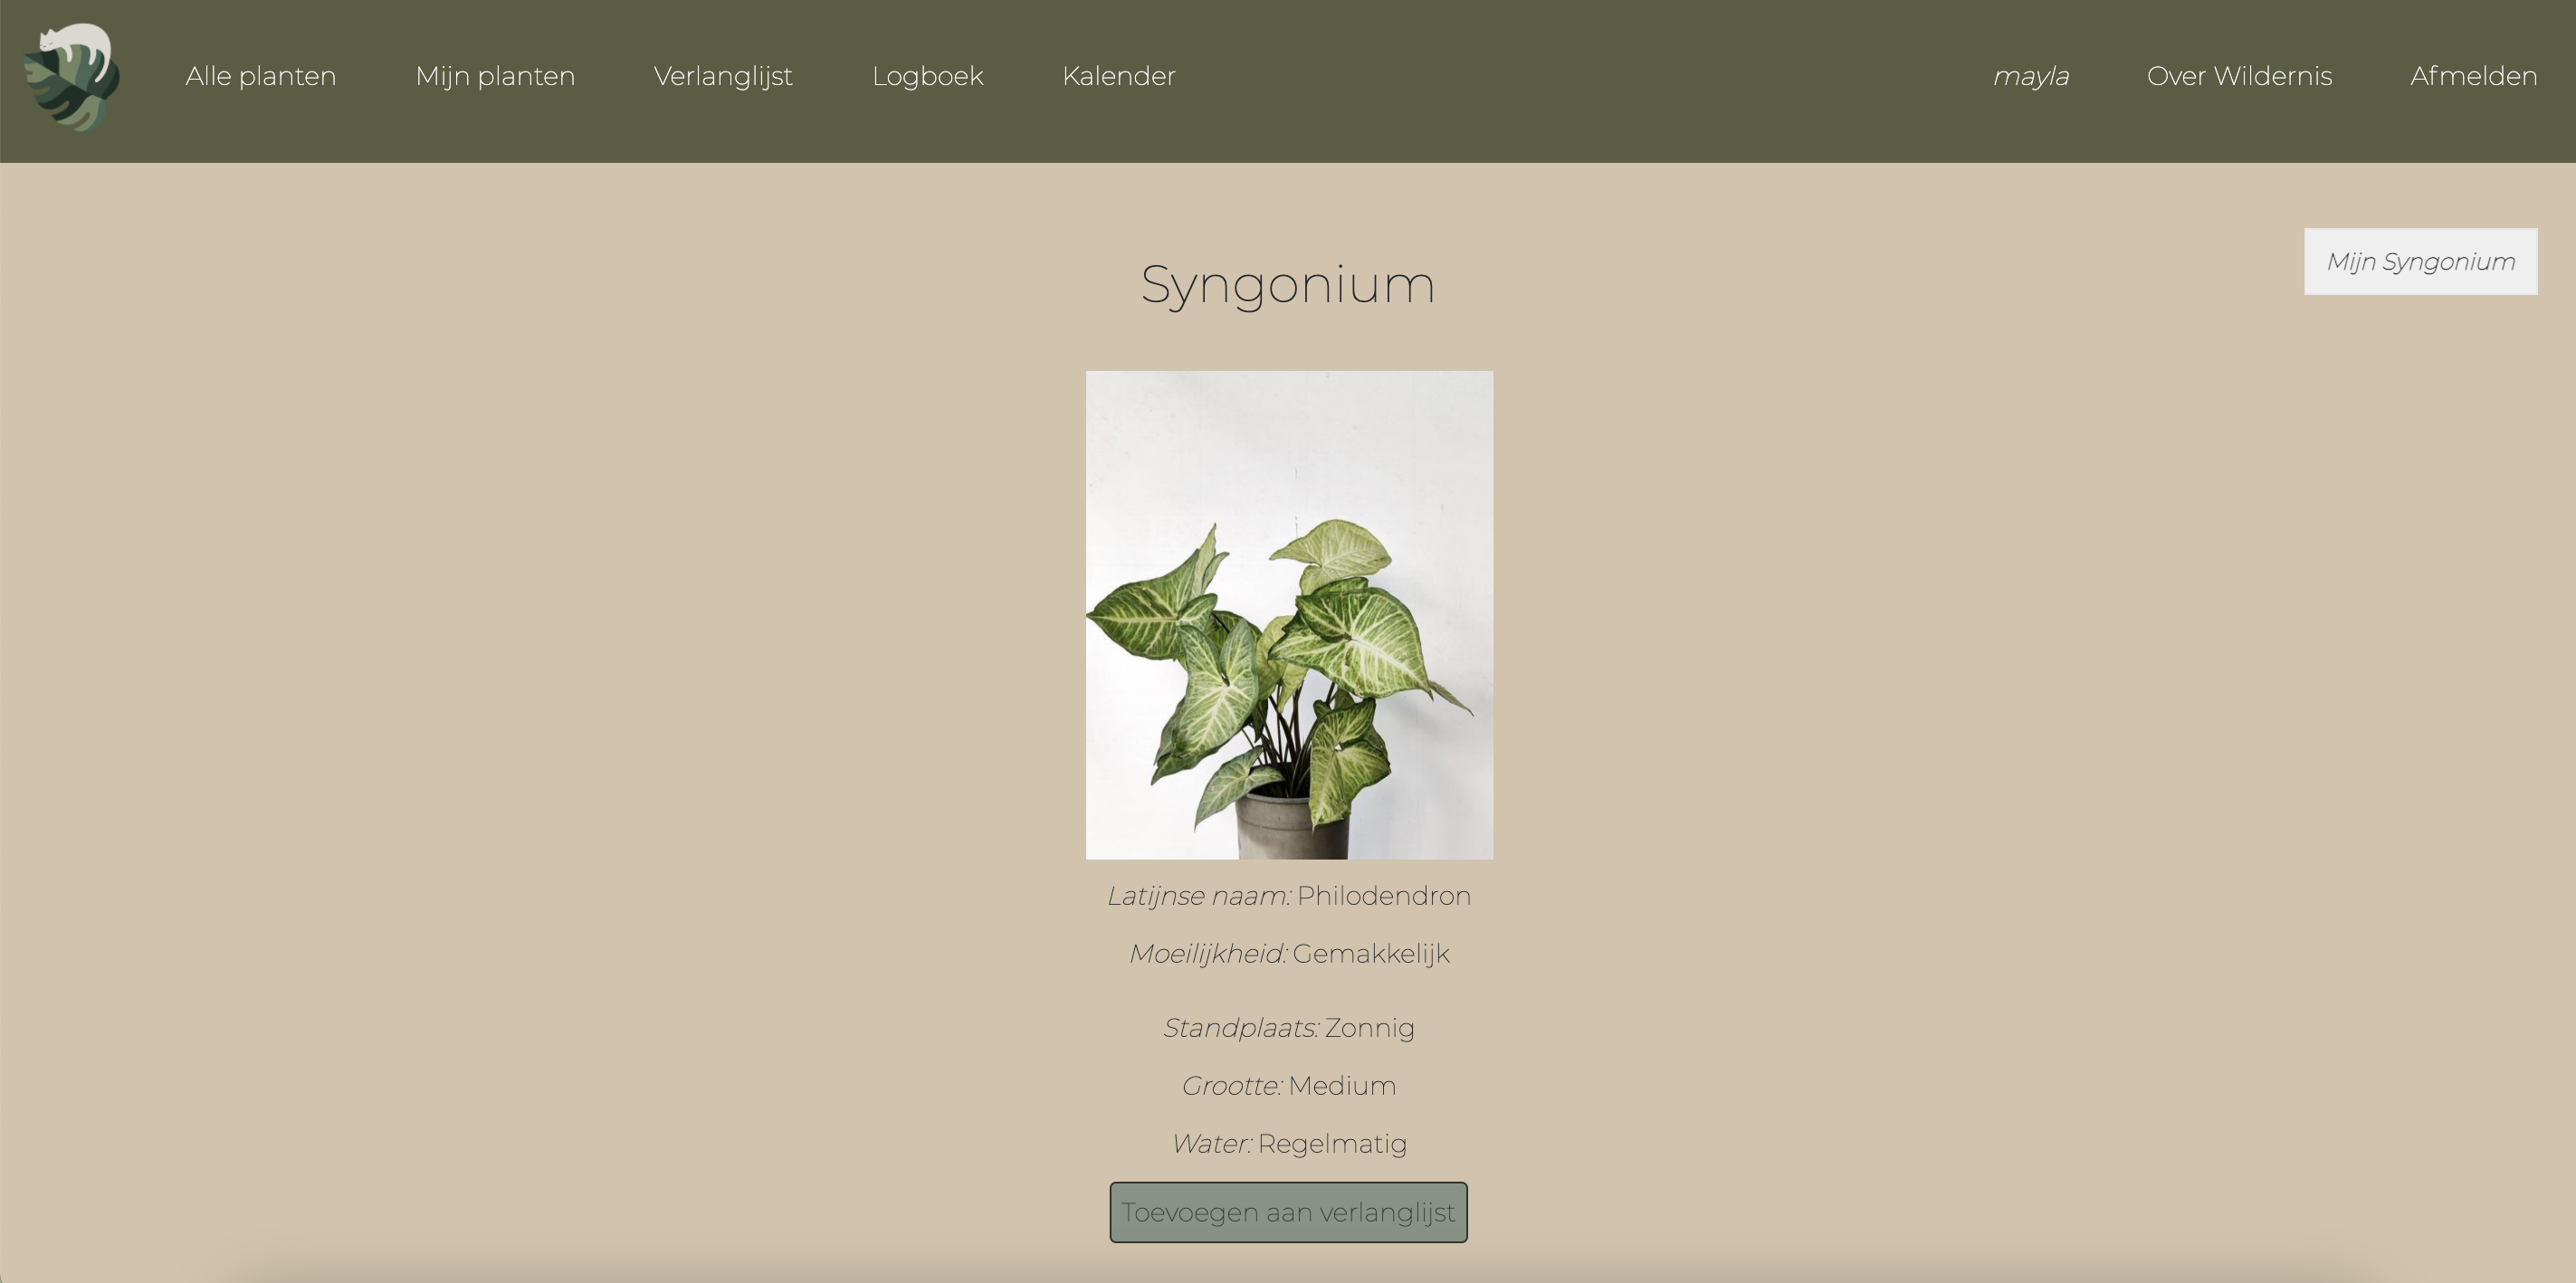 Alle planten Mijn planten Verlanglijst Logboek Kalender mayla Over Wildernis Afmelden
Mijn Syngonium
Syngonium
Latijnse naam: Philodendron
Moeilijkheid: Gemakkelijk
Standplaats: Zonnig
Grootte: Medium
Water: Regelmatig
Toevoegen aan verlanglijst